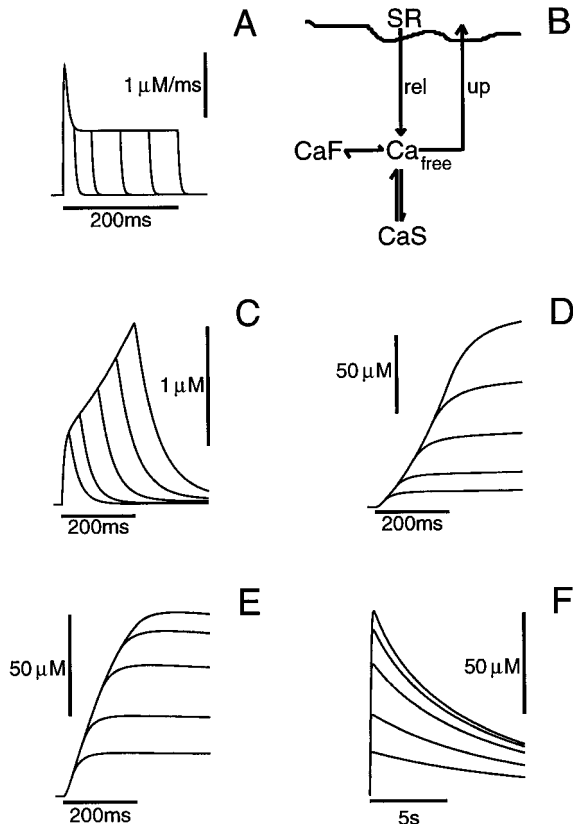 A
1 µM/ms
200ms
B
SR
rel
up
CaF
Ca free
CaS
C
1 µM
200ms
D
50 µM
200ms
E
50 µM
200ms
F
50 µM
5s